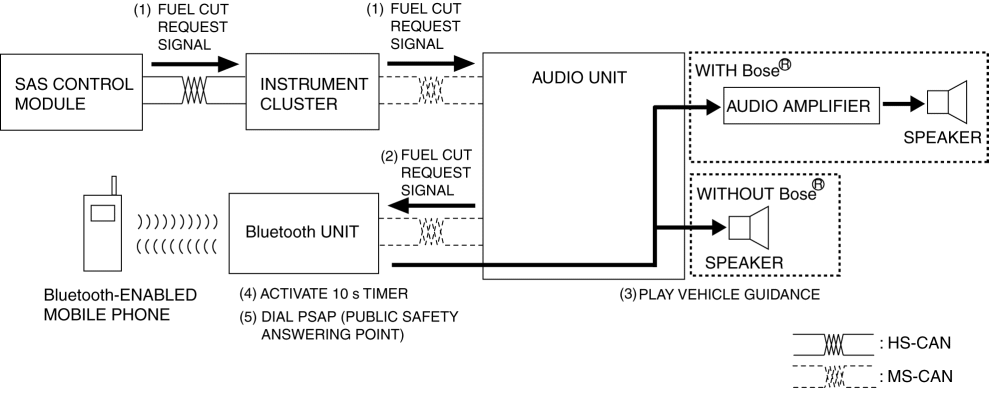 (1) FUEL CUT
REQUEST
SIGNAL
(1) FUEL CUT
REQUEST
SIGNAL
SAS CONTROL
MODULE
INSTRUMENT
CLUSTER
AUDIO UNIT
WITH Bose®
AUDIO AMPLIFIER
SPEAKER
(2) FUEL CUT
REQUEST
SIGNAL
WITHOUT Bose®
SPEAKER
Bluetooth UNIT
Bluetooth-ENABLED
MOBILE PHONE
(4) ACTIVATE 10 s TIMER
(5) DIAL PSAP (PUBLIC SAFETY
ANSWERING POINT)
(3) PLAY VEHICLE GUIDANCE
: HS-CAN
: MS-CAN